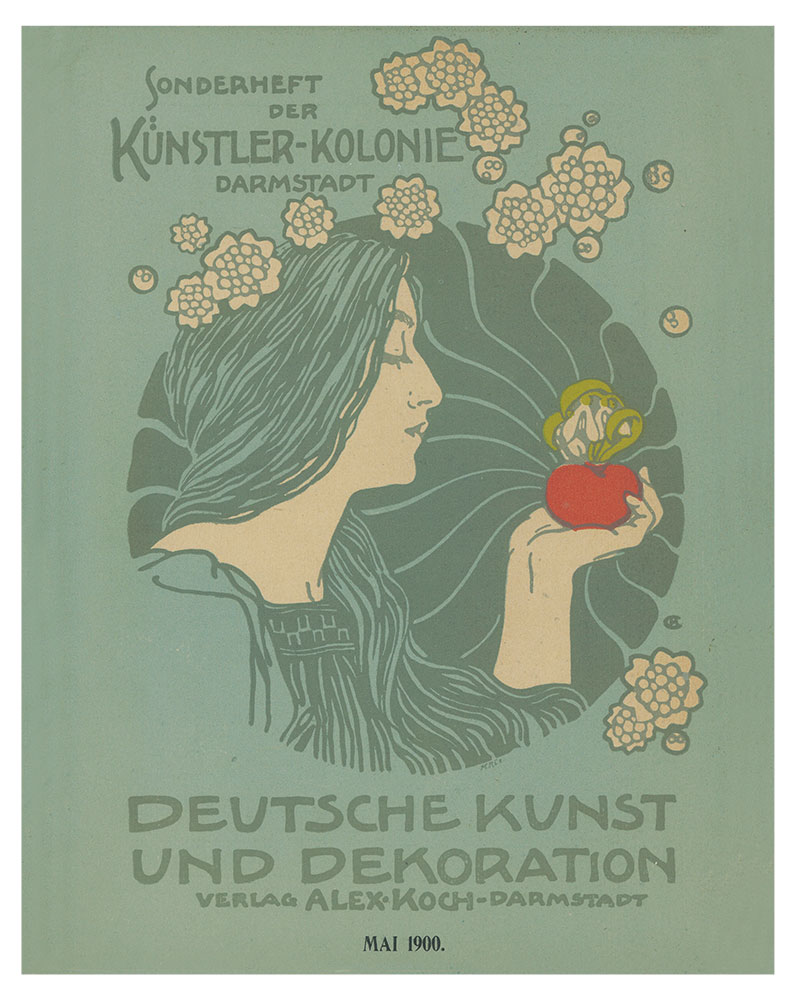 SONDERHEFT
DER
KÜNSTLER-KOLONIE
DARMSTADT
DEUTSCHE KUNST
UND DEKORATION
VERLAG ALEX·KOCH-DARMSTADT
MAI 1900.